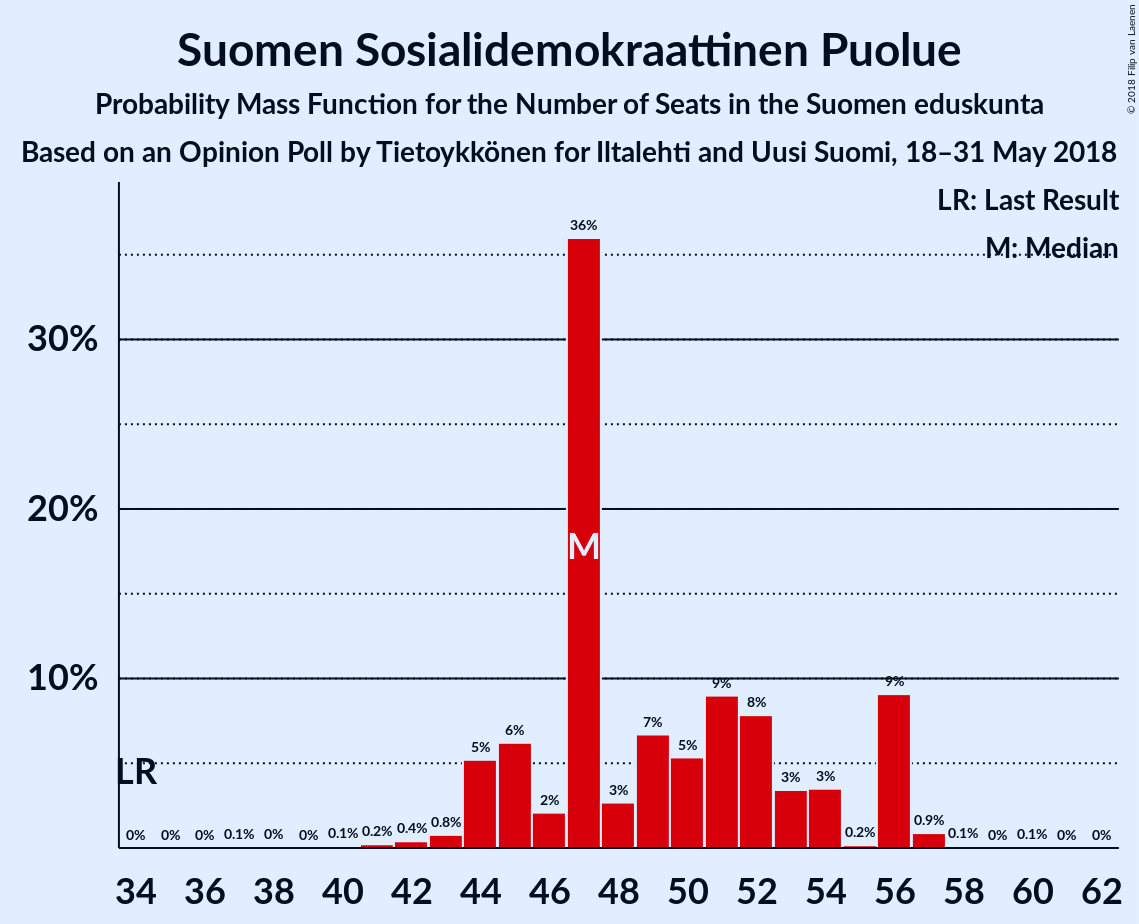 Suomen Sosialidemokraattinen Puolue
Probability Mass Function for the Number of Seats in the Suomen eduskunta
Based on an Opinion Poll by Tietoykkönen for Iltalehti and Uusi Suomi, 18–31 May 2018
© 2018 Filip van Laenen
LR: Last Result
M: Median
36%
30%
20%
M
10%
9% 9%
8%
7%
6%
5% 5%
3% 3%
LR
2% 3%
0% 0% 0% 0.1% 0% 0% 0.1% 0.2% 0.4% 0.8% 0.2% 0.9% 0.1% 0% 0.1% 0% 0%
34 36 38 40 42 44 46 48 50 52 54 56 58 60 62